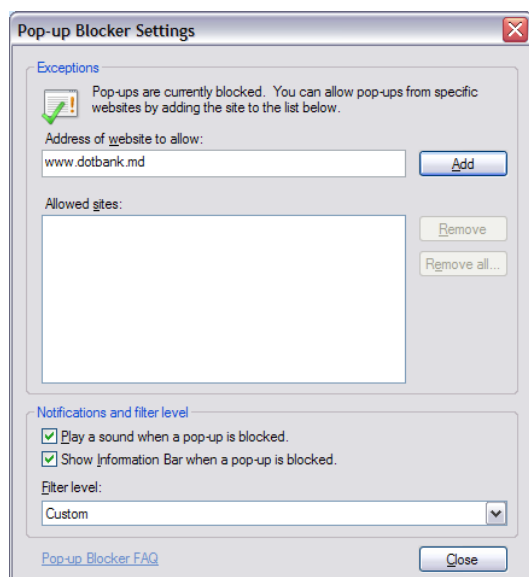 Pop-up Blocker Settings
Exceptions
Pop-ups are currently blocked. You can allow pop-ups from specific
websites by adding the site to the list below.
Address of website to allow:
www.dotbank.md
Add
Allowed sites:
Remove
Remove all...
Notifications and filter level
Play a sound when a pop-up is blocked.
Show Information Bar when a pop-up is blocked.
Filter level:
Custom
Pop-up Blocker FAQ
Close